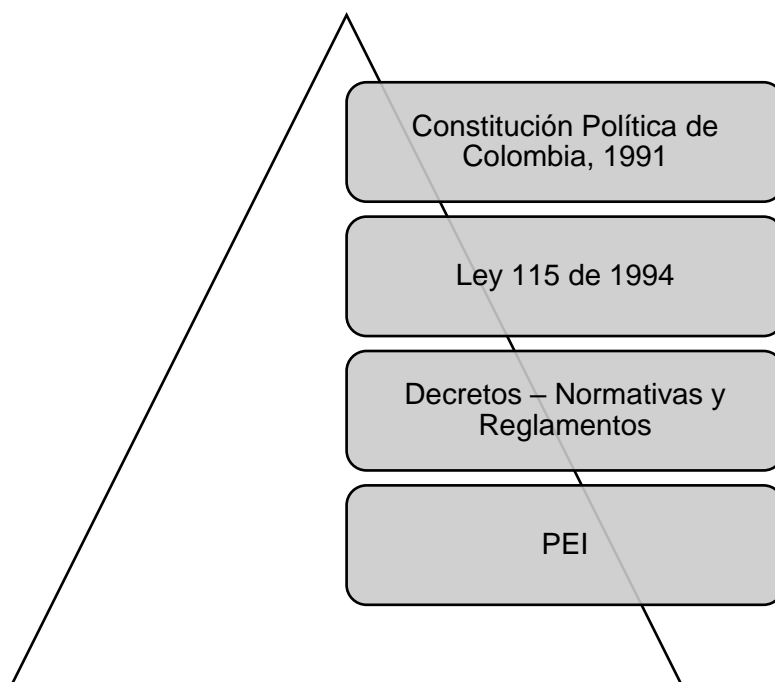 Constitución Política de
Colombia, 1991
Ley 115 de 1994
Decretos – Normativas y
Reglamentos
PEI